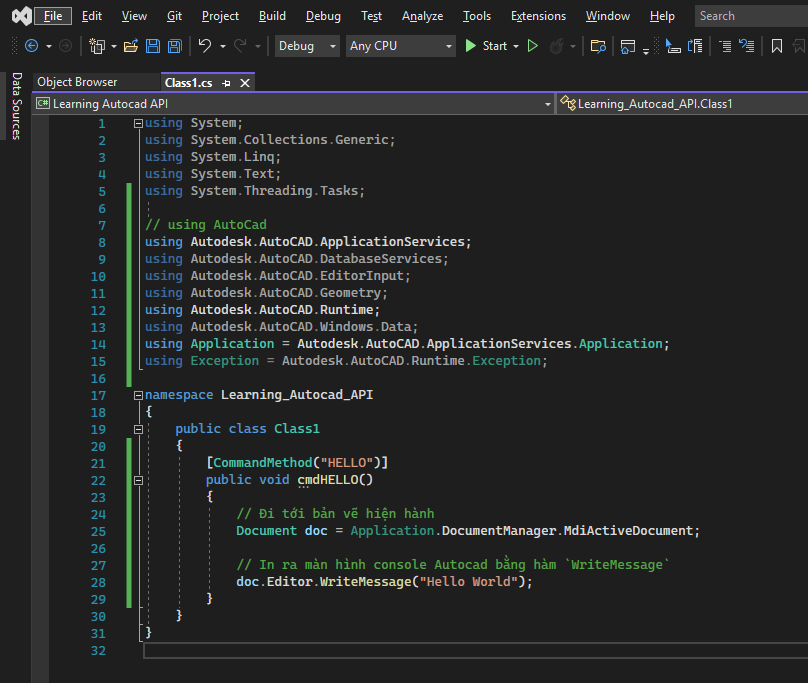 File Edit View Git Project Build Debug Test Analyze Tools Extensions Window Help Search
Debug Any CPU Start
Data Sources
Object Browser Class1.cs
C# Learning Autocad API Learning_Autocad_API.Class1
1 using System;
2 using System.Collections.Generic;
3 using System.Linq;
4 using System.Text;
5 using System.Threading.Tasks;
6
7 // using AutoCad
8 using Autodesk.AutoCAD.ApplicationServices;
9 using Autodesk.AutoCAD.DatabaseServices;
10 using Autodesk.AutoCAD.EditorInput;
11 using Autodesk.AutoCAD.Geometry;
12 using Autodesk.AutoCAD.Runtime;
13 using Autodesk.AutoCAD.Windows.Data;
14 using Application = Autodesk.AutoCAD.ApplicationServices.Application;
15 using Exception = Autodesk.AutoCAD.Runtime.Exception;
16
17 namespace Learning_Autocad_API
18 {
19 public class Class1
20 {
21 [CommandMethod("HELLO")]
22 public void cmdHELLO()
23 {
24 // Đi tới bản vẽ hiện hành
25 Document doc = Application.DocumentManager.MdiActiveDocument;
26
27 // In ra màn hình console Autocad bằng hàm `WriteMessage`
28 doc.Editor.WriteMessage("Hello World");
29 }
30 }
31 }
32